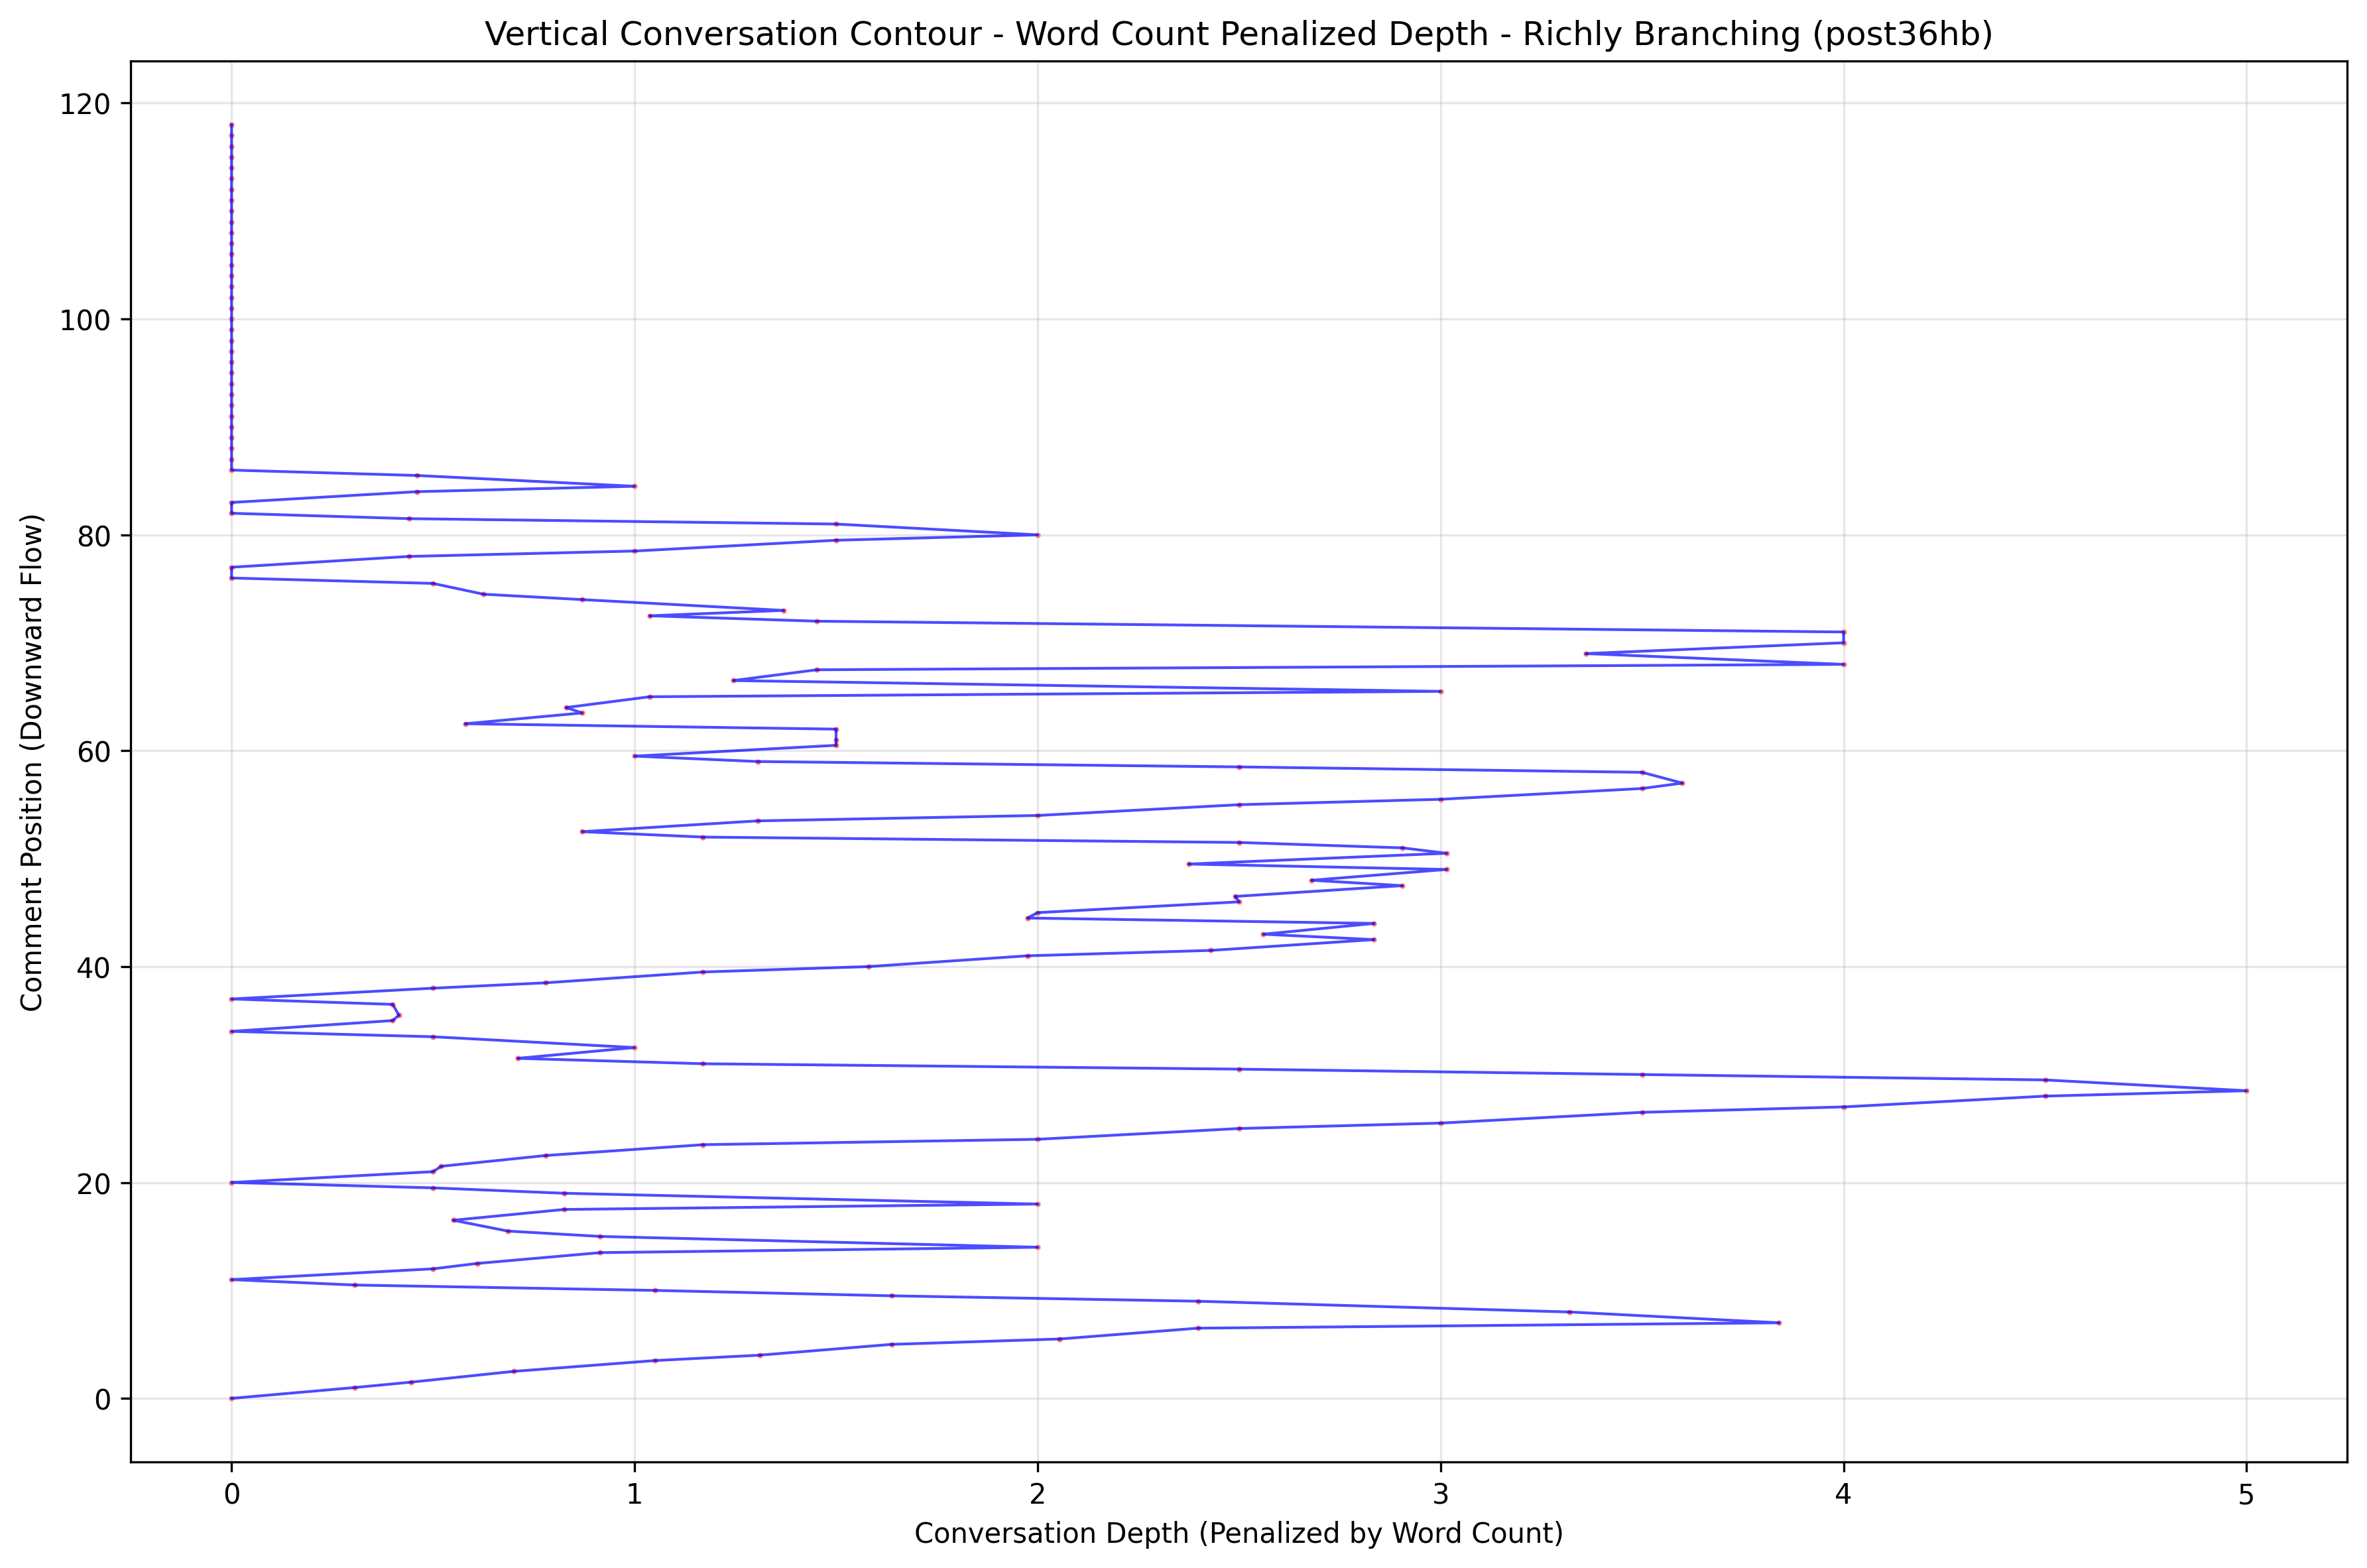 Vertical Conversation Contour - Word Count Penalized Depth - Richly Branching (post36hb)
Comment Position (Downward Flow)
120
100
80
60
40
20
0
0 1 2 3 4 5
Conversation Depth (Penalized by Word Count)